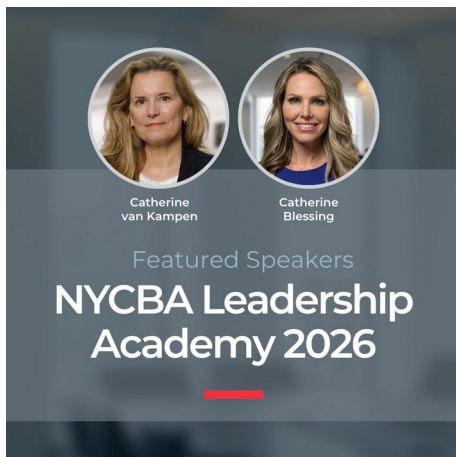 Catherine
van Kampen
Catherine
Blessing
Featured Speakers
NYCBA Leadership
Academy 2026